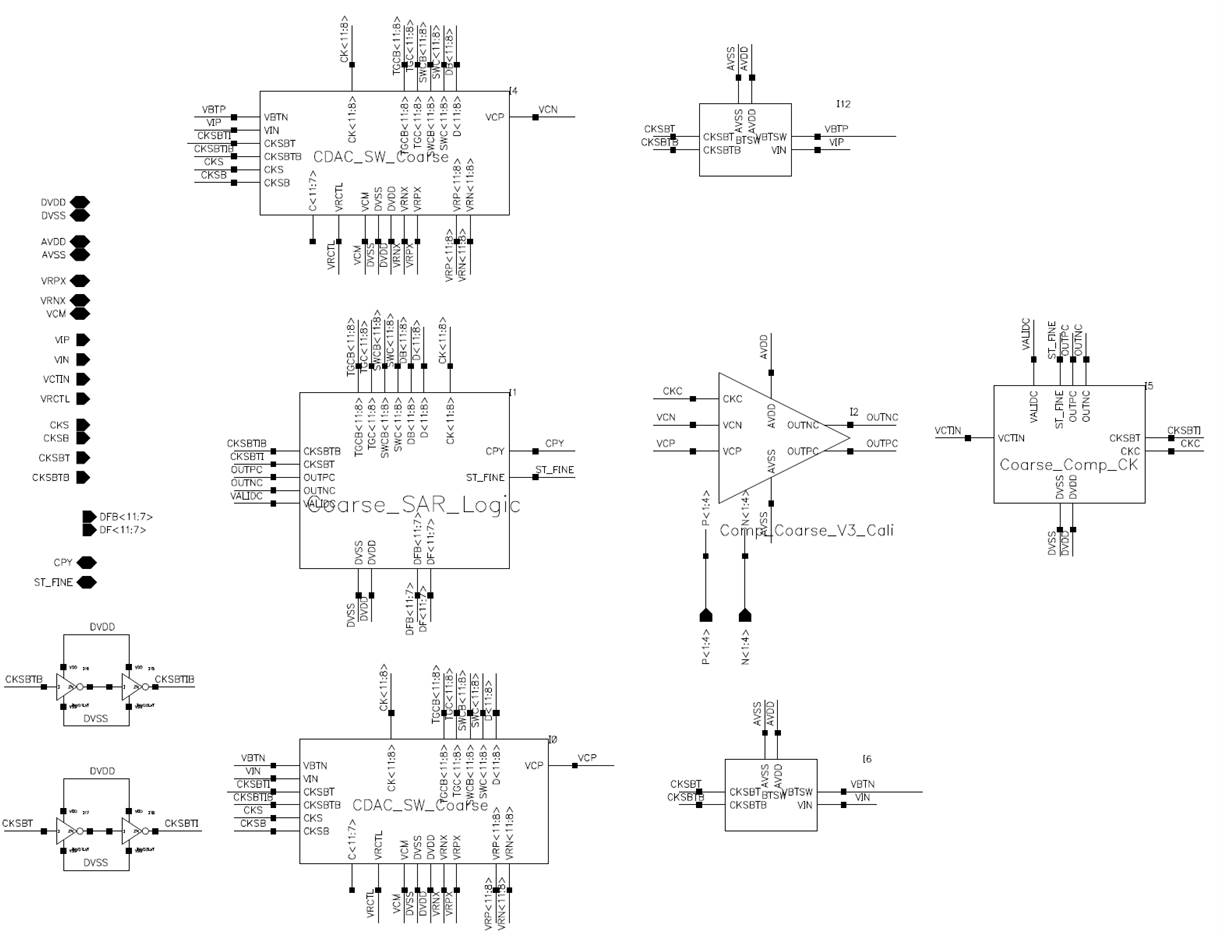 CK<11:8>
TGCB<11:8>
TGC<11:8>
SWCB<11:8>
SWC<11:8>
DB<11:8>
I4
VBTP
VIP
CKSBTI
CKSBTIB
CKS
CKSB
VBTN
VIN
CKSBT
CKSBTB
CKS
CKSB
CK<11:8>
TGCB<11:8>
TGC<11:8>
SWCB<11:8>
SWC<11:8>
D<11:8>
VCP
VCN
CDAC_SW_Coarse
C<11:7>
VRCTL
VCM
DVSS
DVDD
VRNX
VRPX
VRP<11:8>
VRN<11:8>
VRCTL
VCM
DVSS
DVDD
VRNX
VRPX
VRP<11:8>
VRN<11:8>
AVSS
AVDD
I12
CKSBT
CKSBTB
CKSBT
CKSBTB
AVSS
AVDD
BTSW
VBTSW
VIN
VBTP
VIP
DVDD
DVSS
AVDD
AVSS
VRPX
VRNX
VCM
VIP
VIN
VCTIN
VRCTL
CKS
CKSB
CKSBT
CKSBTB
DFB<11:7>
DF<11:7>
CPY
ST_FINE
TGCB<11:8>
TGC<11:8>
SWCB<11:8>
SWC<11:8>
DB<11:8>
D<11:8>
CK<11:8>
I1
TGCB<11:8>
TGC<11:8>
SWCB<11:8>
SWC<11:8>
DB<11:8>
D<11:8>
CK<11:8>
CKSBTIB
CKSBTI
OUTPC
OUTNC
VALIDC
CKSBTB
CKSBT
OUTPC
OUTNC
VALIDC
CPY
ST_FINE
CPY
ST_FINE
Coarse_SAR_Logic
DVSS
DVDD
DFB<11:7>
DF<11:7>
DVSS
DVDD
DFB<11:7>
DF<11:7>
AVDD
CKC
VCN
VCP
CKC
VCN
VCP
AVDD
AVSS
I2
OUTNC
OUTPC
OUTNC
OUTPC
AVSS
Comp_Coarse_V3_Cali
P<1:4>
N<1:4>
P<1:4>
N<1:4>
VALIDC
ST_FINE
OUTPC
OUTNC
I5
VALIDC
ST_FINE
OUTPC
OUTNC
VCTIN
VCTIN
CKSBT
CKC
CKSBTI
CKC
Coarse_Comp_CK
DVSS
DVDD
DVSS
DVDD
DVDD
CKSBTB
CKSBTIB
DVSS
DVDD
CKSBT
CKSBTI
DVSS
CK<11:8>
TGCB<11:8>
TGC<11:8>
SWCB<11:8>
SWC<11:8>
D<11:8>
I0
VBTN
VIN
CKSBTI
CKSBTIB
CKS
CKSB
VBTN
VIN
CKSBT
CKSBTB
CKS
CKSB
CK<11:8>
TGCB<11:8>
TGC<11:8>
SWCB<11:8>
SWC<11:8>
D<11:8>
VCP
VCP
CDAC_SW_Coarse
C<11:7>
VRCTL
VCM
DVSS
DVDD
VRNX
VRPX
VRP<11:8>
VRN<11:8>
VRCTL
VCM
DVSS
DVDD
VRNX
VRPX
VRP<11:8>
VRN<11:8>
AVSS
AVDD
I6
CKSBT
CKSBTB
CKSBT
CKSBTB
AVSS
AVDD
BTSW
VBTSW
VIN
VBTN
VIN